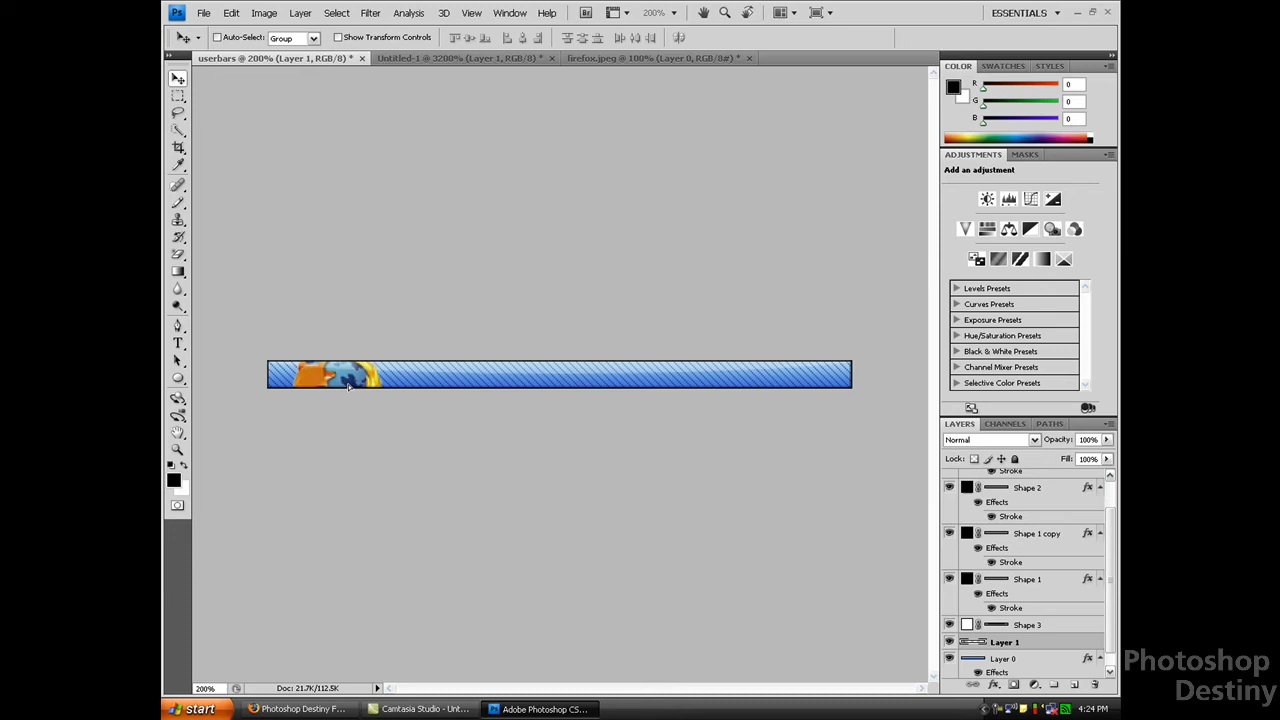 Ps File Edit Image Layer Select Filter Analysis 3D View Window Help Br 200% ESSENTIALS
Auto-Select: Group Show Transform Controls
userbars @ 200% (Layer 1, RGB/8) * Untitled-1 @ 3200% (Layer 1, RGB/8) * firefox.jpeg @ 100% (Layer 0, RGB/8#) *
COLOR SWATCHES STYLES
R 0
G 0
B 0
ADJUSTMENTS MASKS
Add an adjustment
Levels Presets
Curves Presets
Exposure Presets
Hue/Saturation Presets
Black & White Presets
Channel Mixer Presets
Selective Color Presets
LAYERS CHANNELS PATHS
Normal Opacity: 100%
Lock: Fill: 100%
Stroke
Shape 2 fx
Effects
Stroke
Shape 1 copy fx
Effects
Stroke
Shape 1 fx
Effects
Stroke
Shape 3
Layer 1
Layer 0 fx
Effects
200% Doc: 21.7K/112.5K
start Photoshop Destiny F... Camtasia Studio - Unt... Adobe Photoshop CS... 4:24 PM
Photoshop
Destiny